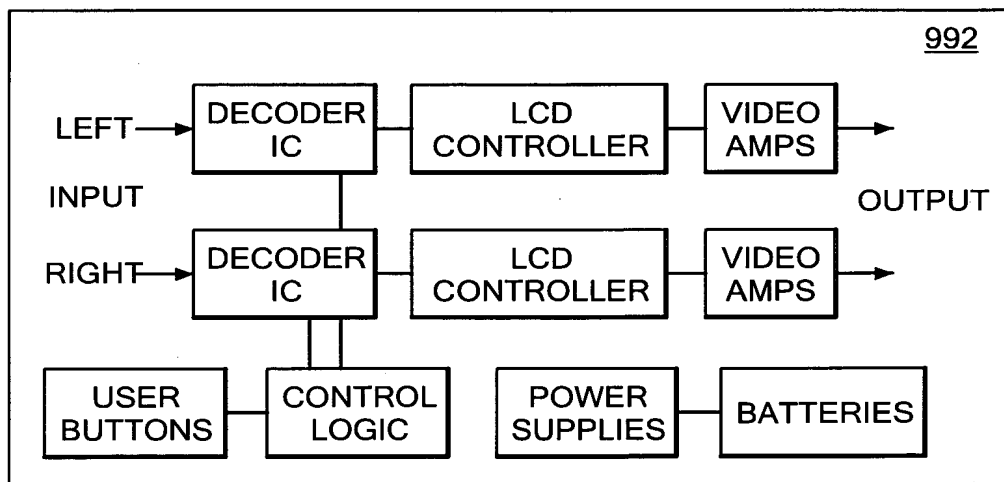 992
LEFT
DECODER
IC
LCD
CONTROLLER
VIDEO
AMPS
INPUT
OUTPUT
RIGHT
DECODER
IC
LCD
CONTROLLER
VIDEO
AMPS
USER
BUTTONS
CONTROL
LOGIC
POWER
SUPPLIES
BATTERIES